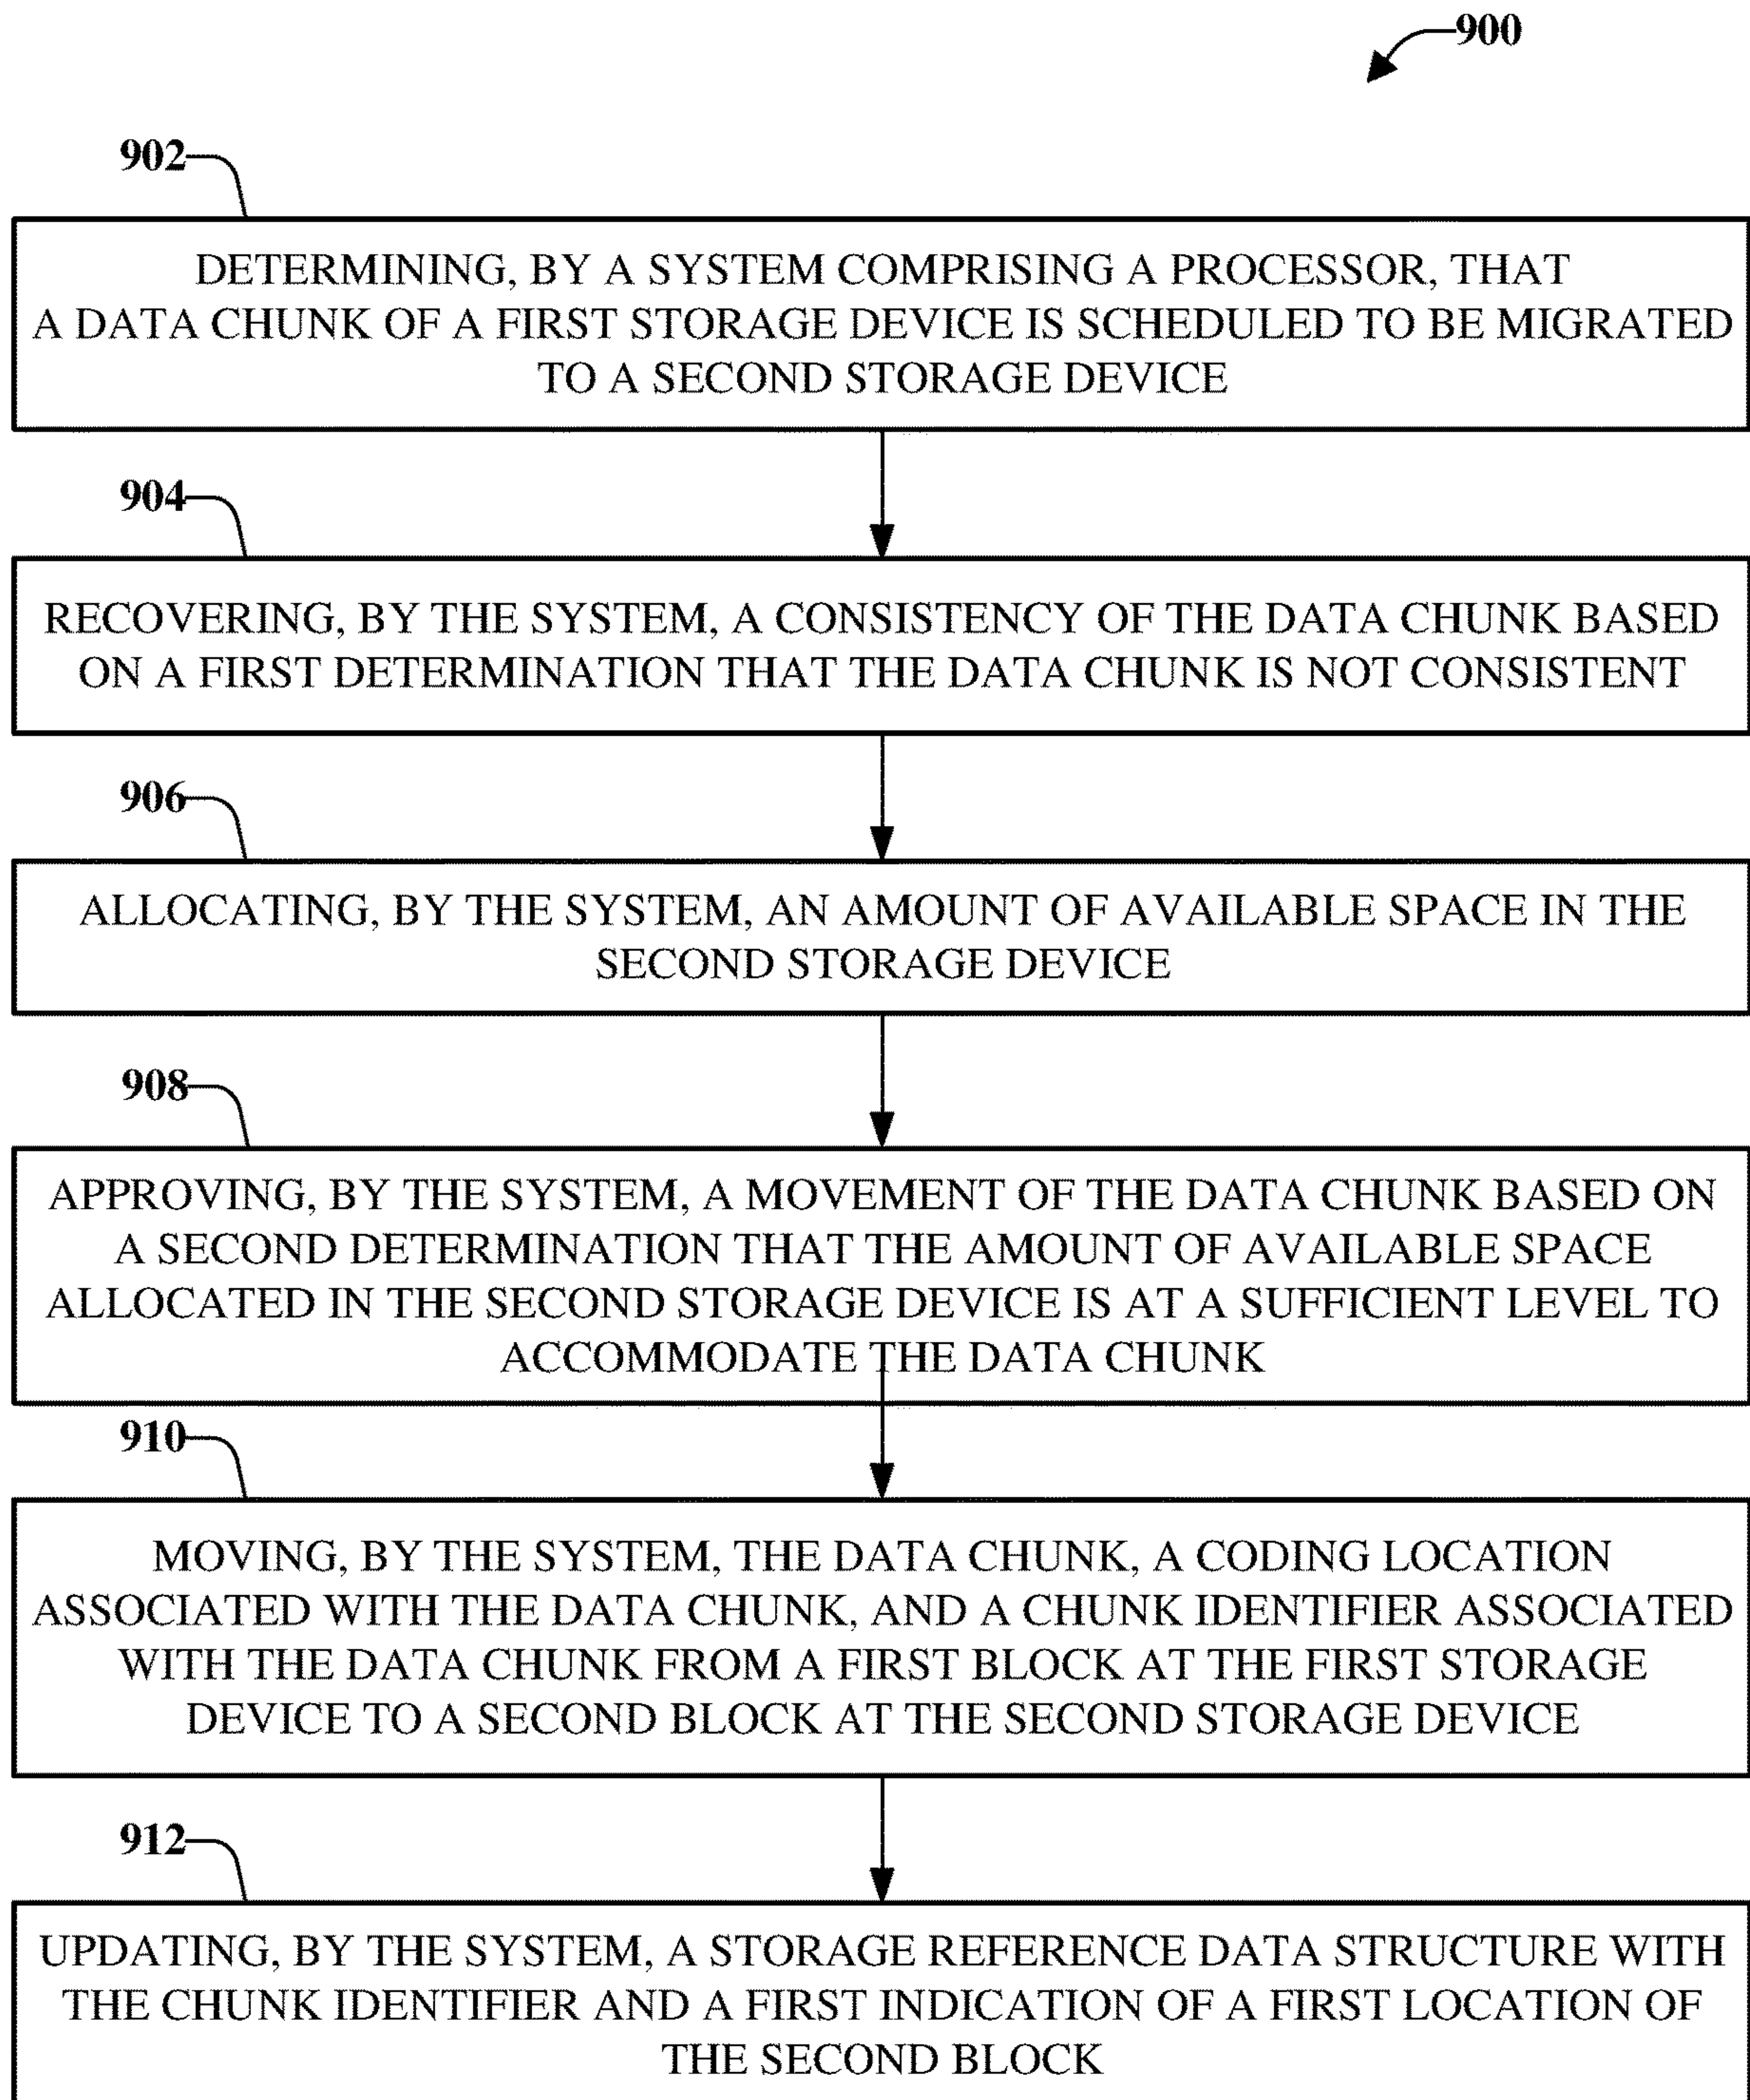 900
902
DETERMINING, BY A SYSTEM COMPRISING A PROCESSOR, THAT
A DATA CHUNK OF A FIRST STORAGE DEVICE IS SCHEDULED TO BE MIGRATED
TO A SECOND STORAGE DEVICE
904
RECOVERING, BY THE SYSTEM, A CONSISTENCY OF THE DATA CHUNK BASED
ON A FIRST DETERMINATION THAT THE DATA CHUNK IS NOT CONSISTENT
906
ALLOCATING, BY THE SYSTEM, AN AMOUNT OF AVAILABLE SPACE IN THE
SECOND STORAGE DEVICE
908
APPROVING, BY THE SYSTEM, A MOVEMENT OF THE DATA CHUNK BASED ON
A SECOND DETERMINATION THAT THE AMOUNT OF AVAILABLE SPACE
ALLOCATED IN THE SECOND STORAGE DEVICE IS AT A SUFFICIENT LEVEL TO
ACCOMMODATE THE DATA CHUNK
910
MOVING, BY THE SYSTEM, THE DATA CHUNK, A CODING LOCATION
ASSOCIATED WITH THE DATA CHUNK, AND A CHUNK IDENTIFIER ASSOCIATED
WITH THE DATA CHUNK FROM A FIRST BLOCK AT THE FIRST STORAGE
DEVICE TO A SECOND BLOCK AT THE SECOND STORAGE DEVICE
912
UPDATING, BY THE SYSTEM, A STORAGE REFERENCE DATA STRUCTURE WITH
THE CHUNK IDENTIFIER AND A FIRST INDICATION OF A FIRST LOCATION OF
THE SECOND BLOCK